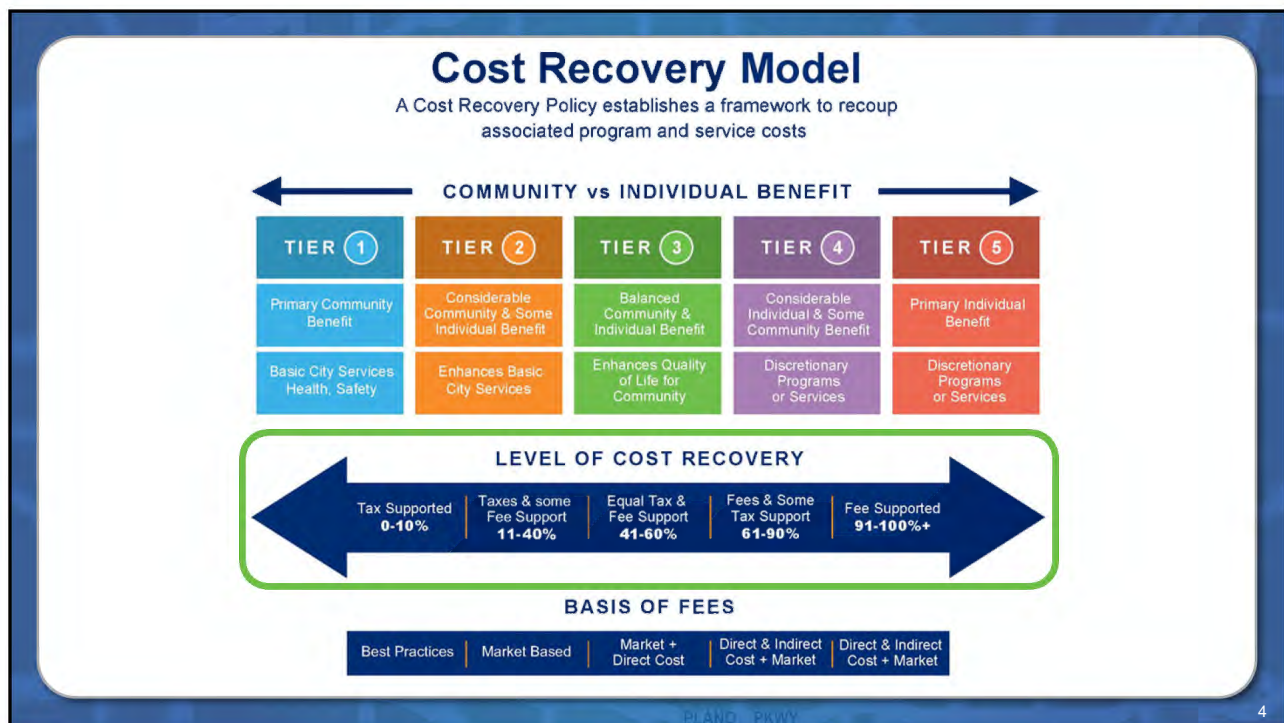 Cost Recovery Model
A Cost Recovery Policy establishes a framework to recoup
associated program and service costs
COMMUNITY vs INDIVIDUAL BENEFIT
TIER 1
TIER 2
TIER 3
TIER 4
TIER 5
Primary Community
Benefit
Considerable
Community & Some
Individual Benefit
Balanced
Community &
Individual Benefit
Considerable
Individual & Some
Community Benefit
Primary Individual
Benefit
Basic City Services
Health, Safety
Enhances Basic
City Services
Enhances Quality
of Life for
Community
Discretionary
Programs
or Services
Discretionary
Programs
or Services
LEVEL OF COST RECOVERY
Tax Supported
0-10%
Taxes & some
Fee Support
11-40%
Equal Tax &
Fee Support
41-60%
Fees & Some
Tax Support
61-90%
Fee Supported
91-100%+
BASIS OF FEES
Best Practices
Market Based
Market +
Direct Cost
Direct & Indirect
Cost + Market
Direct & Indirect
Cost + Market
PLANO PKWY
4